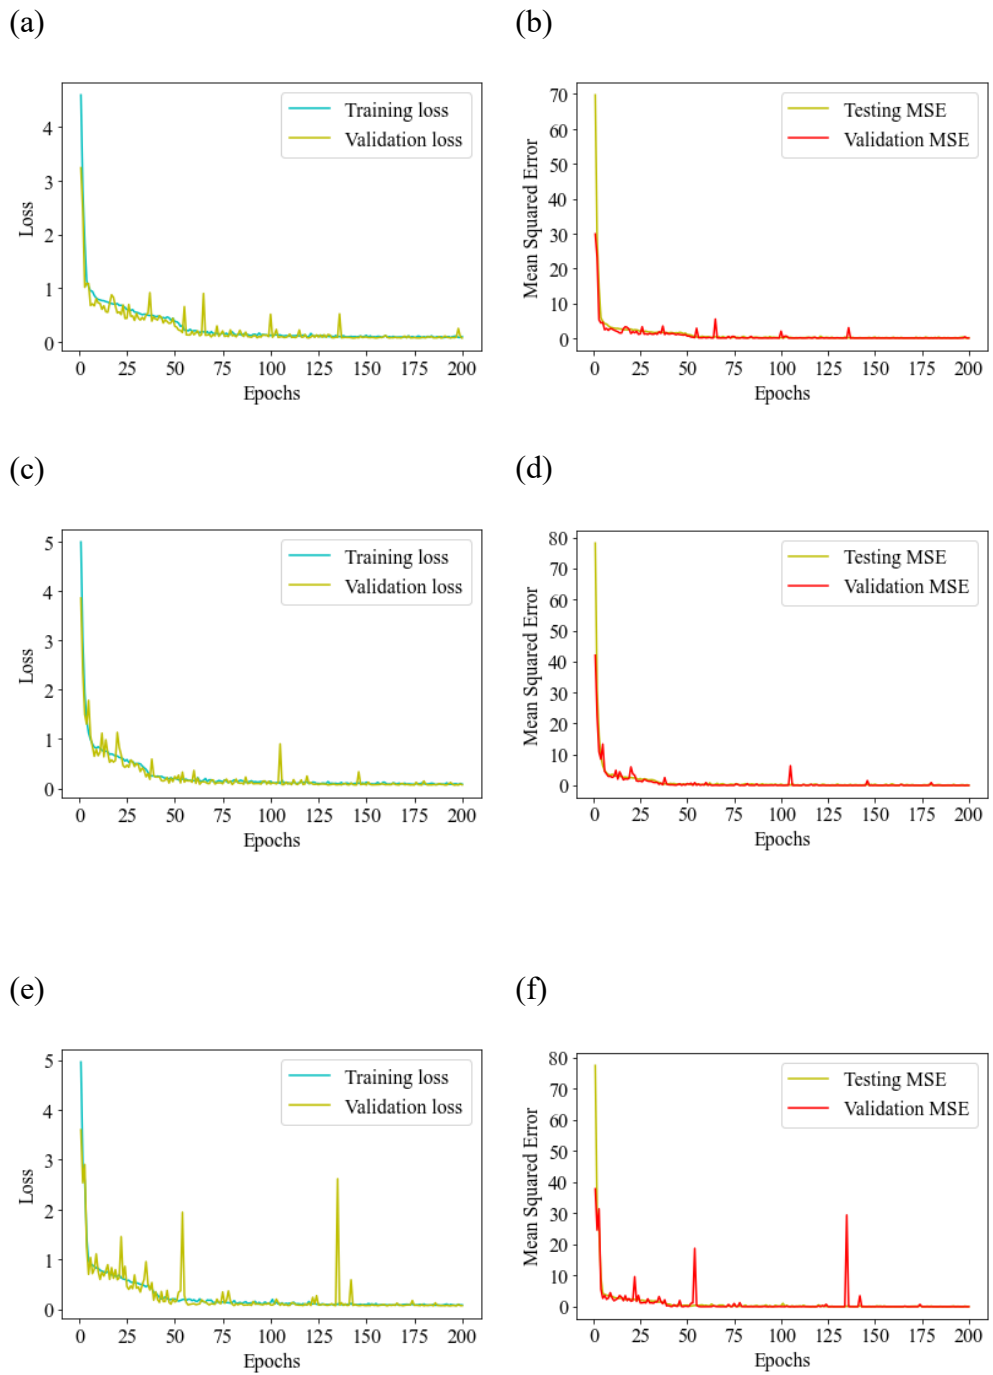 (a)
(b)
Training loss
Validation loss
4
3
2
1
0
Loss
0 25 50 75 100 125 150 175 200
Epochs
Testing MSE
Validation MSE
70
60
50
40
30
20
10
0
Mean Squared Error
0 25 50 75 100 125 150 175 200
Epochs
(c)
(d)
Training loss
Validation loss
5
4
3
2
1
0
Loss
0 25 50 75 100 125 150 175 200
Epochs
Testing MSE
Validation MSE
80
70
60
50
40
30
20
10
0
Mean Squared Error
0 25 50 75 100 125 150 175 200
Epochs
(e)
(f)
Training loss
Validation loss
5
4
3
2
1
0
Loss
0 25 50 75 100 125 150 175 200
Epochs
Testing MSE
Validation MSE
80
70
60
50
40
30
20
10
0
Mean Squared Error
0 25 50 75 100 125 150 175 200
Epochs